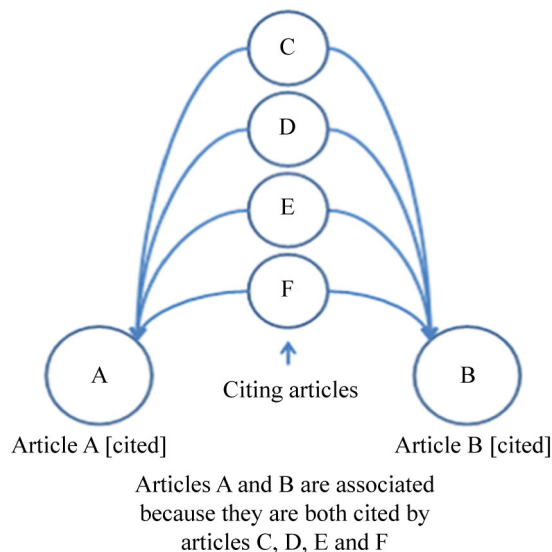 C
D
E
F
A
B
Citing articles
Article A [cited]
Article B [cited]
Articles A and B are associated
because they are both cited by
articles C, D, E and F